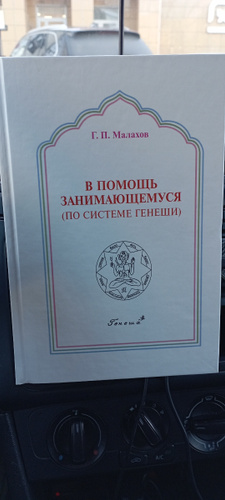 Г. П. Малахов
В ПОМОЩЬ
ЗАНИМАЮЩЕМУСЯ
(ПО СИСТЕМЕ ГЕНЕШИ)
Генеша